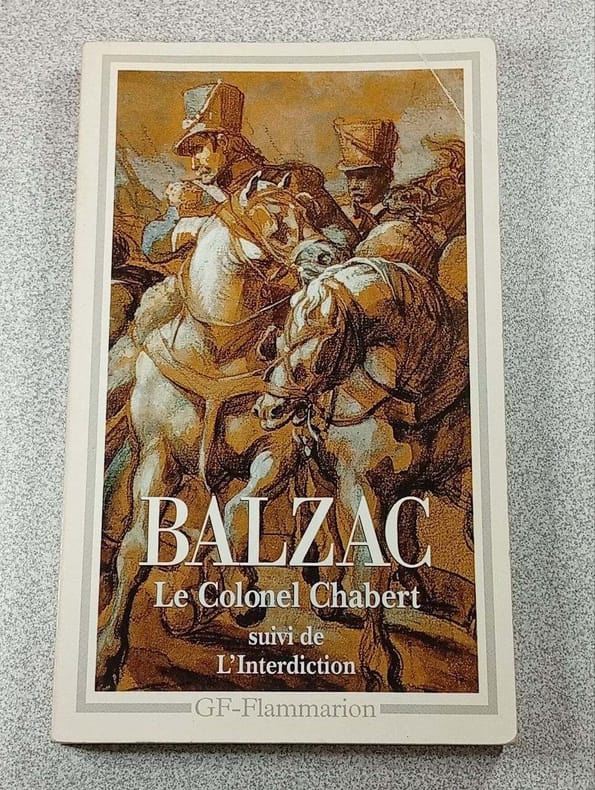 BALZAC
Le Colonel Chabert
suivi de
L'Interdiction
GF-Flammarion